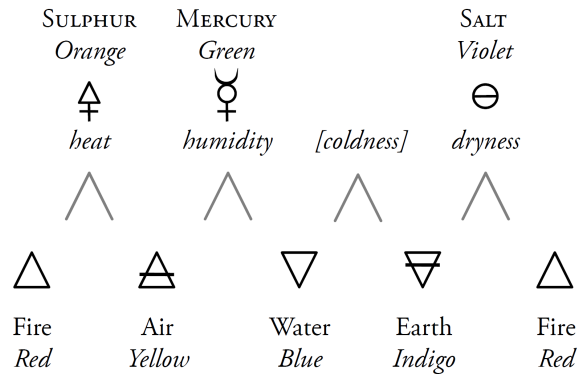 Sulphur Mercury Salt
Orange Green Violet
heat humidity [coldness] dryness
Fire Air Water Earth Fire
Red Yellow Blue Indigo Red